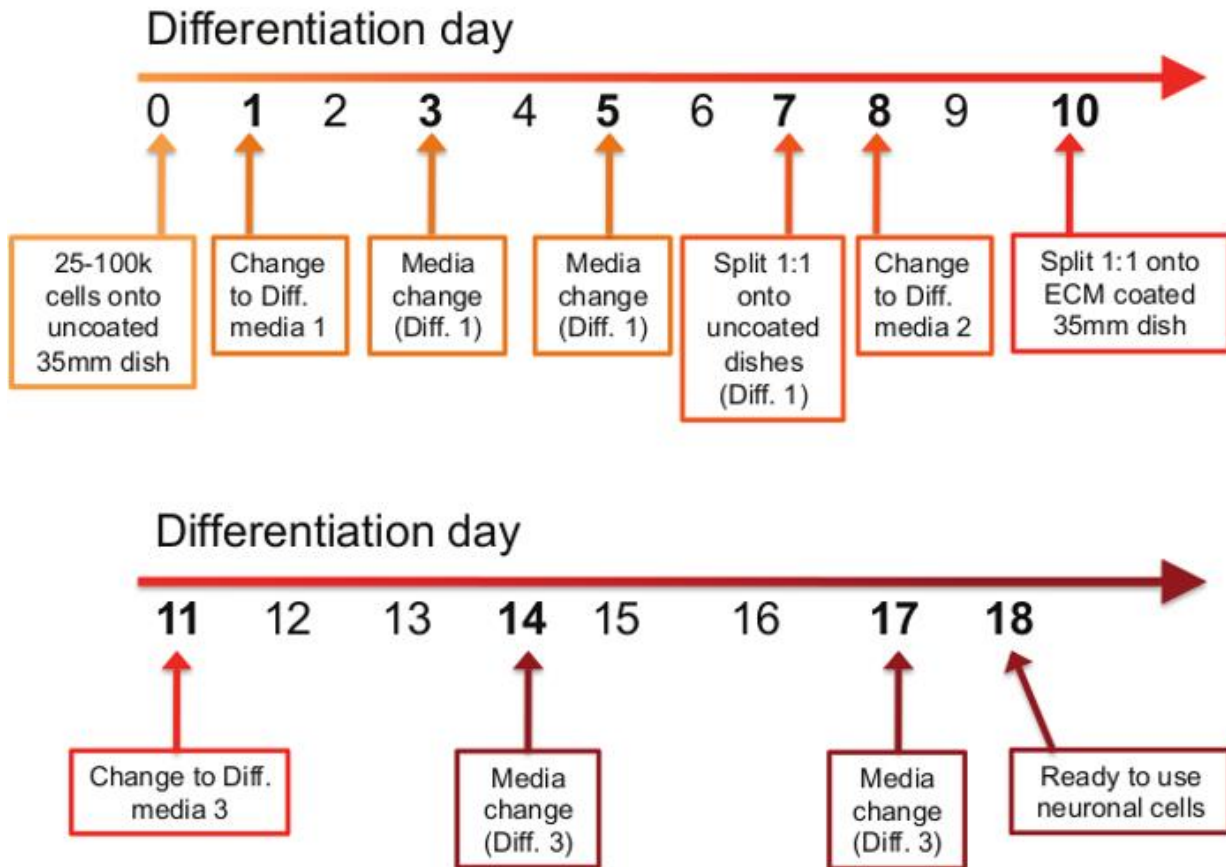 Differentiation day
0 1 2 3 4 5 6 7 8 9 10
25-100k
cells onto
uncoated
35mm dish
Change
to Diff.
media 1
Media
change
(Diff. 1)
Media
change
(Diff. 1)
Split 1:1
onto
uncoated
dishes
(Diff. 1)
Change
to Diff.
media 2
Split 1:1 onto
ECM coated
35mm dish
Differentiation day
11 12 13 14 15 16 17 18
Change to Diff.
media 3
Media
change
(Diff. 3)
Media
change
(Diff. 3)
Ready to use
neuronal cells